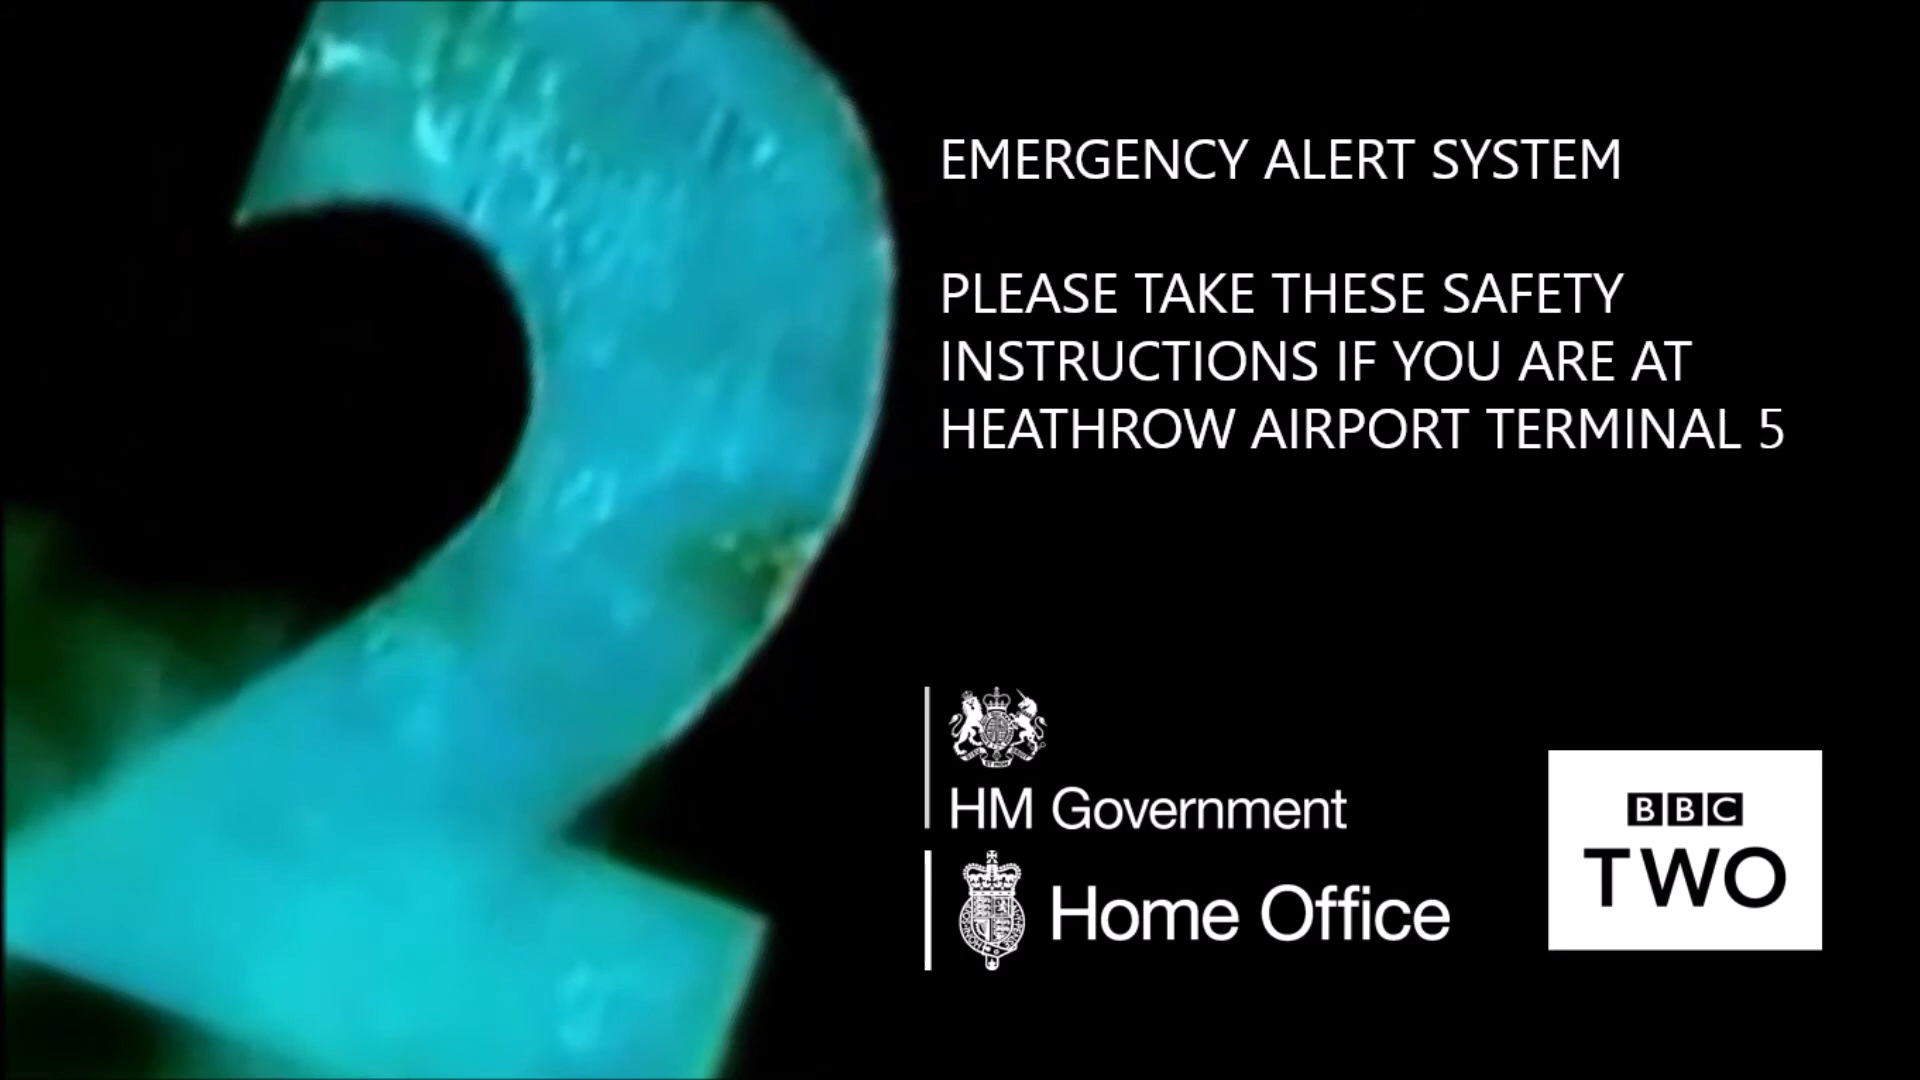 EMERGENCY ALERT SYSTEM
PLEASE TAKE THESE SAFETY
INSTRUCTIONS IF YOU ARE AT
HEATHROW AIRPORT TERMINAL 5
HM Government
Home Office
BBC
TWO
2